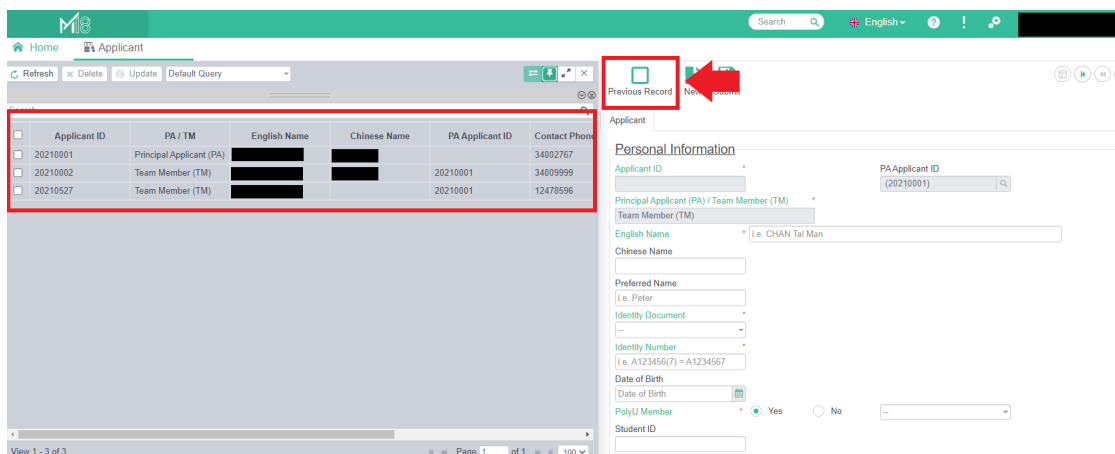 M18
Search
English
Home
Applicant
Refresh
Delete
Update
Default Query
Applicant ID PA / TM English Name Chinese Name PA Applicant ID Contact Phone
20210001 Principal Applicant (PA) 34002767
20210002 Team Member (TM) 20210001 34009999
20210527 Team Member (TM) 20210001 12478596
View 1 - 3 of 3
Page 1 of 1 100
Previous Record
New
Submit
Applicant
Personal Information
Applicant ID * PA Applicant ID
(20210001)
Principal Applicant (PA) / Team Member (TM) *
Team Member (TM)
English Name * i.e. CHAN Tai Man
Chinese Name
Preferred Name
i.e. Peter
Identity Document *
--
Identity Number *
i.e. A123456(7) = A1234567
Date of Birth
Date of Birth
PolyU Member * Yes No --
Student ID